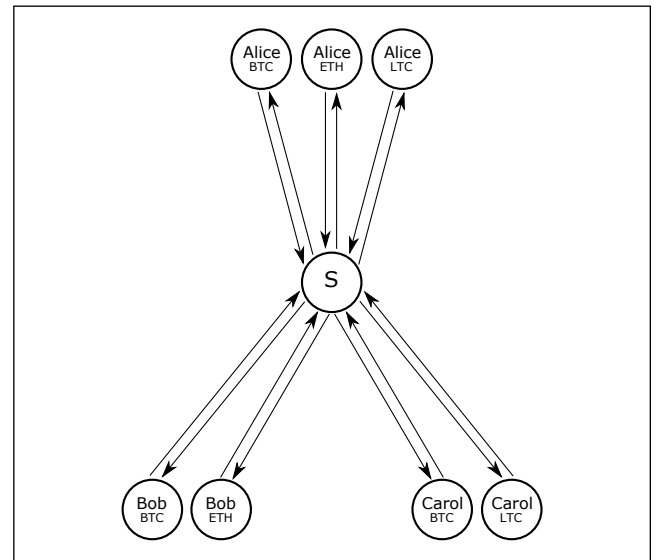 Alice
BTC
Alice
ETH
Alice
LTC
S
Bob
BTC
Bob
ETH
Carol
BTC
Carol
LTC